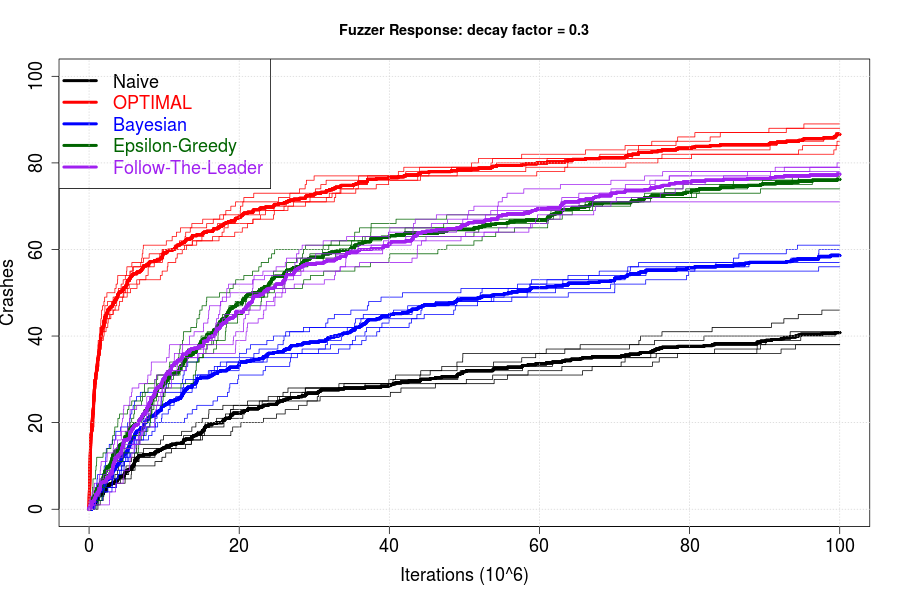 Fuzzer Response: decay factor = 0.3
Naive
OPTIMAL
Bayesian
Epsilon-Greedy
Follow-The-Leader
Crashes
100
80
60
40
20
0
0 20 40 60 80 100
Iterations (10^6)